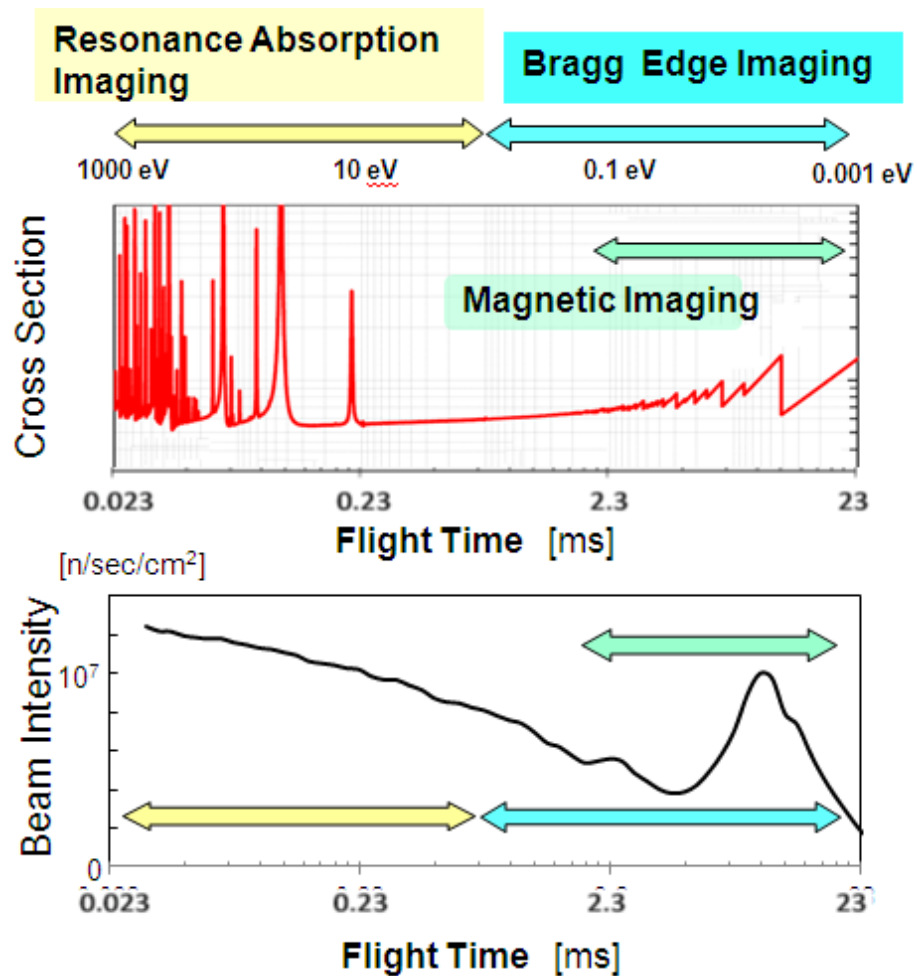 Resonance Absorption
Imaging
Bragg Edge Imaging
1000 eV 10 eV 0.1 eV 0.001 eV
Cross Section
Magnetic Imaging
0.023 0.23 2.3 23
Flight Time [ms]
[n/sec/cm²]
Beam Intensity
10⁷
0
0.023 0.23 2.3 23
Flight Time [ms]